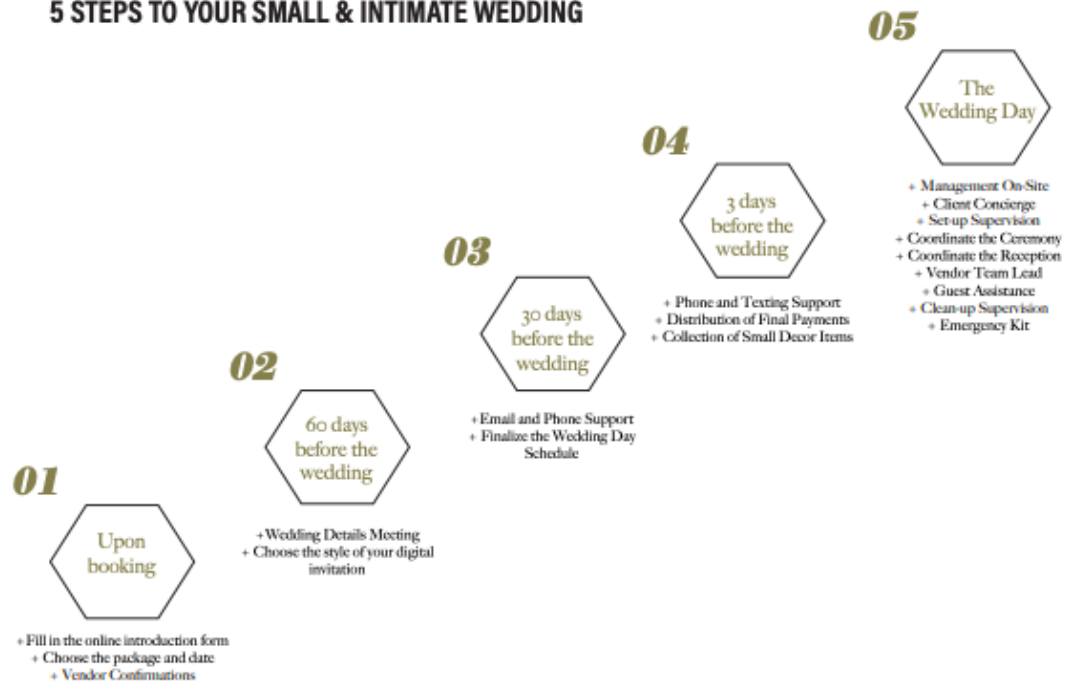 5 STEPS TO YOUR SMALL & INTIMATE WEDDING
01
Upon
booking
+Fill in the online introduction form
+ Choose the package and date
+ Vendor Confirmations
02
60 days
before the
wedding
+Wedding Details Meeting
+ Choose the style of your digital
invitation
03
30 days
before the
wedding
+Email and Phone Support
+ Finalize the Wedding Day
Schedule
04
3 days
before the
wedding
+ Phone and Texting Support
+ Distribution of Final Payments
+ Collection of Small Decor Items
05
The
Wedding Day
+ Management On-Site
+ Client Concierge
+ Set-up Supervision
+ Coordinate the Ceremony
+ Coordinate the Reception
+ Vendor Team Lead
+ Guest Assistance
+ Clean-up Supervision
+ Emergency Kit